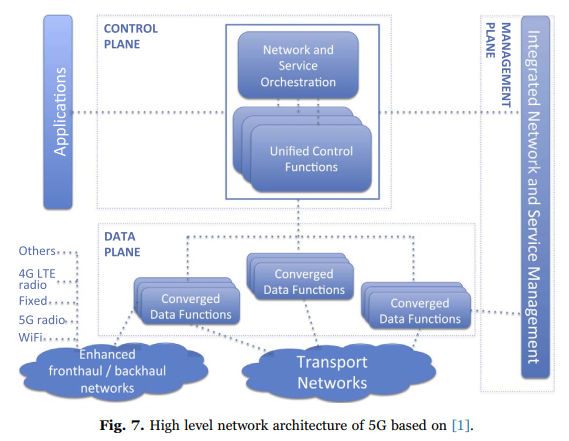 CONTROL
PLANE
Network and
Service
Orchestration
Unified Control
Functions
Applications
MANAGEMENT
PLANE
Integrated Network and Service Management
DATA
PLANE
Converged
Data Functions
Converged
Data Functions
Converged
Data Functions
Others
4G LTE
radio
Fixed
5G radio
WiFi
Enhanced
fronthaul / backhaul
networks
Transport
Networks
Fig. 7. High level network architecture of 5G based on [1].